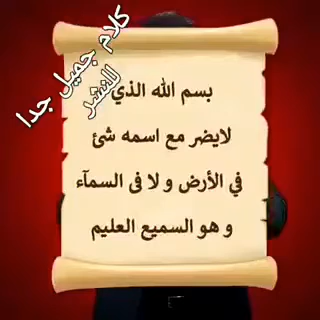 كلام جميل جدا
للنشر
بسم الله الذي
لايضر مع اسمه شئ
في الأرض و لا فى السمآء
و هو السميع العليم